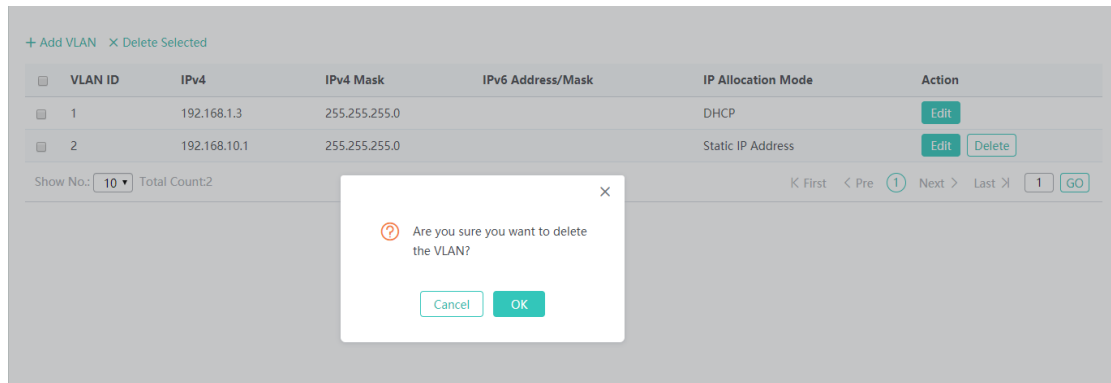 + Add VLAN × Delete Selected
VLAN ID IPv4 IPv4 Mask IPv6 Address/Mask IP Allocation Mode Action
1 192.168.1.3 255.255.255.0 DHCP Edit
2 192.168.10.1 255.255.255.0 Static IP Address Edit Delete
Show No.: 10 Total Count:2 First Pre 1 Next Last 1 GO
Are you sure you want to delete
the VLAN?
Cancel OK